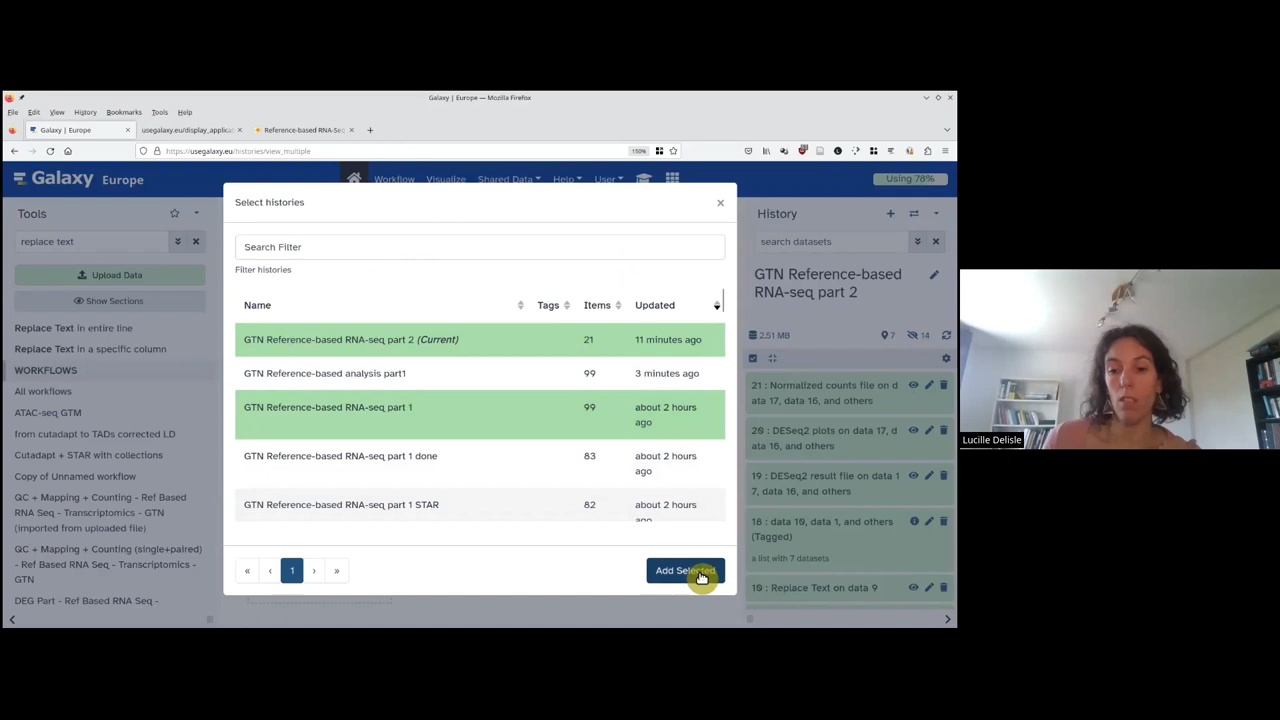 Galaxy | Europe — Mozilla Firefox
File Edit View History Bookmarks Tools Help
Galaxy | Europe × usegalaxy.eu/display_applicat × Reference-based RNA-Seq × +
https://usegalaxy.eu/histories/view_multiple 150%
Galaxy Europe Workflow Visualize Shared Data Help User Using 78%
Tools
replace text
Upload Data
Show Sections
Replace Text in entire line
Replace Text in a specific column
WORKFLOWS
All workflows
ATAC-seq GTM
from cutadapt to TADs corrected LD
Cutadapt + STAR with collections
Copy of Unnamed workflow
QC + Mapping + Counting - Ref Based
RNA Seq - Transcriptomics - GTN
(imported from uploaded file)
QC + Mapping + Counting (single+paired)
- Ref Based RNA Seq - Transcriptomics -
GTN
DEG Part - Ref Based RNA Seq -
Select histories ×
Search Filter
Filter histories
Name Tags Items Updated
GTN Reference-based RNA-seq part 2 (Current) 21 11 minutes ago
GTN Reference-based analysis part1 99 3 minutes ago
GTN Reference-based RNA-seq part 1 99 about 2 hours
ago
GTN Reference-based RNA-seq part 1 done 83 about 2 hours
ago
GTN Reference-based RNA-seq part 1 STAR 82 about 2 hours
ago
« ‹ 1 › » Add Selected
History
search datasets
GTN Reference-based
RNA-seq part 2
2.51 MB 7 14
21 : Normalized counts file on d
ata 17, data 16, and others
20 : DESeq2 plots on data 17, d
ata 16, and others
19 : DESeq2 result file on data 1
7, data 16, and others
18 : data 10, data 1, and others
(Tagged)
a list with 7 datasets
10 : Replace Text on data 9
Lucille Delisle